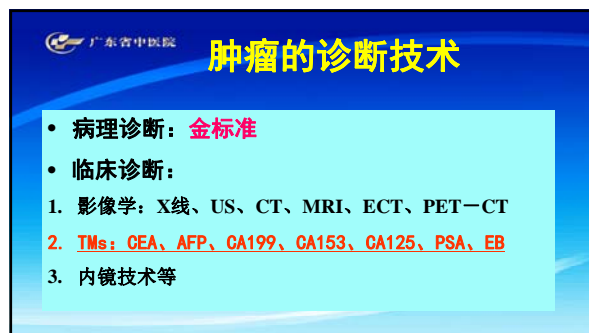 广东省中医院
肿瘤的诊断技术
• 病理诊断：金标准
• 临床诊断：
1. 影像学：X线、US、CT、MRI、ECT、PET－CT
2. TMs：CEA、AFP、CA199、CA153、CA125、PSA、EB
3. 内镜技术等